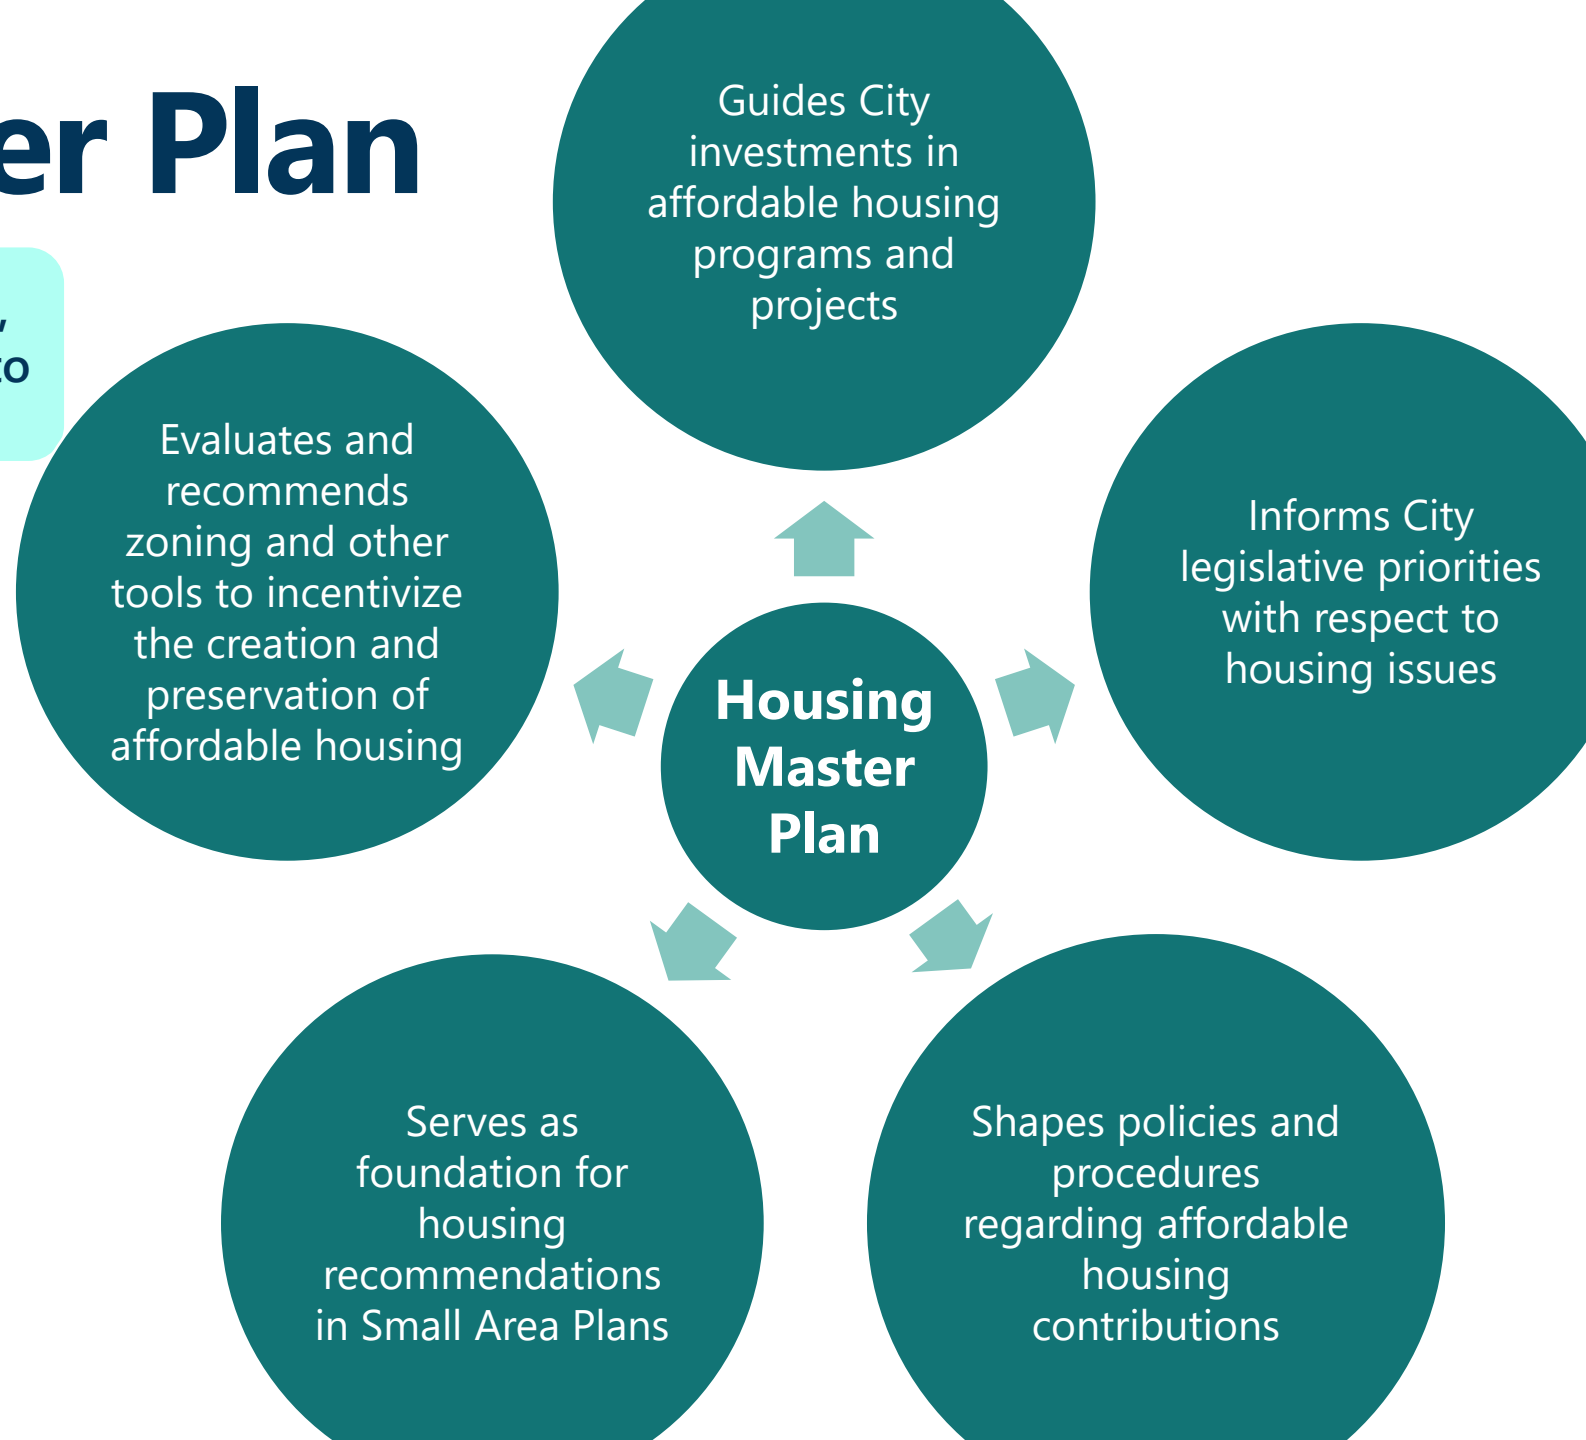 er Plan
,
to
Guides City
investments in
affordable housing
programs and
projects
Evaluates and
recommends
zoning and other
tools to incentivize
the creation and
preservation of
affordable housing
Informs City
legislative priorities
with respect to
housing issues
Housing
Master
Plan
Serves as
foundation for
housing
recommendations
in Small Area Plans
Shapes policies and
procedures
regarding affordable
housing
contributions